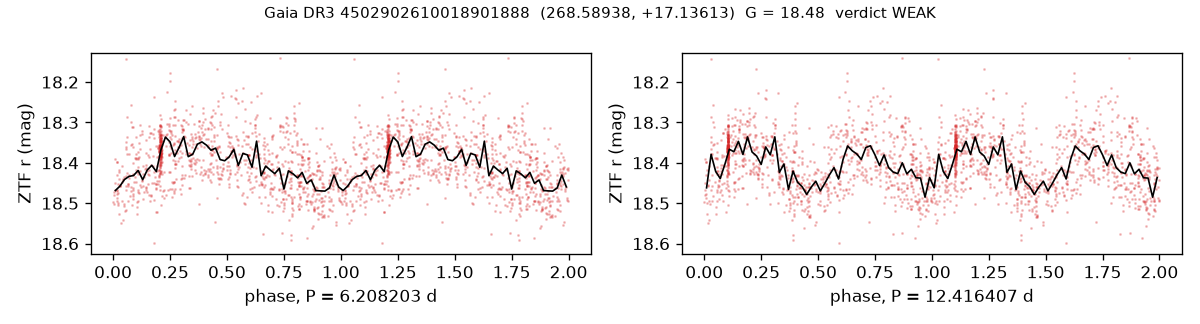 Gaia DR3 4502902610018901888 (268.58938, +17.13613) G = 18.48 verdict WEAK
ZTF r (mag)
18.2
18.3
18.4
18.5
18.6
0.00 0.25 0.50 0.75 1.00 1.25 1.50 1.75 2.00
phase, P = 6.208203 d
ZTF r (mag)
18.2
18.3
18.4
18.5
18.6
0.00 0.25 0.50 0.75 1.00 1.25 1.50 1.75 2.00
phase, P = 12.416407 d